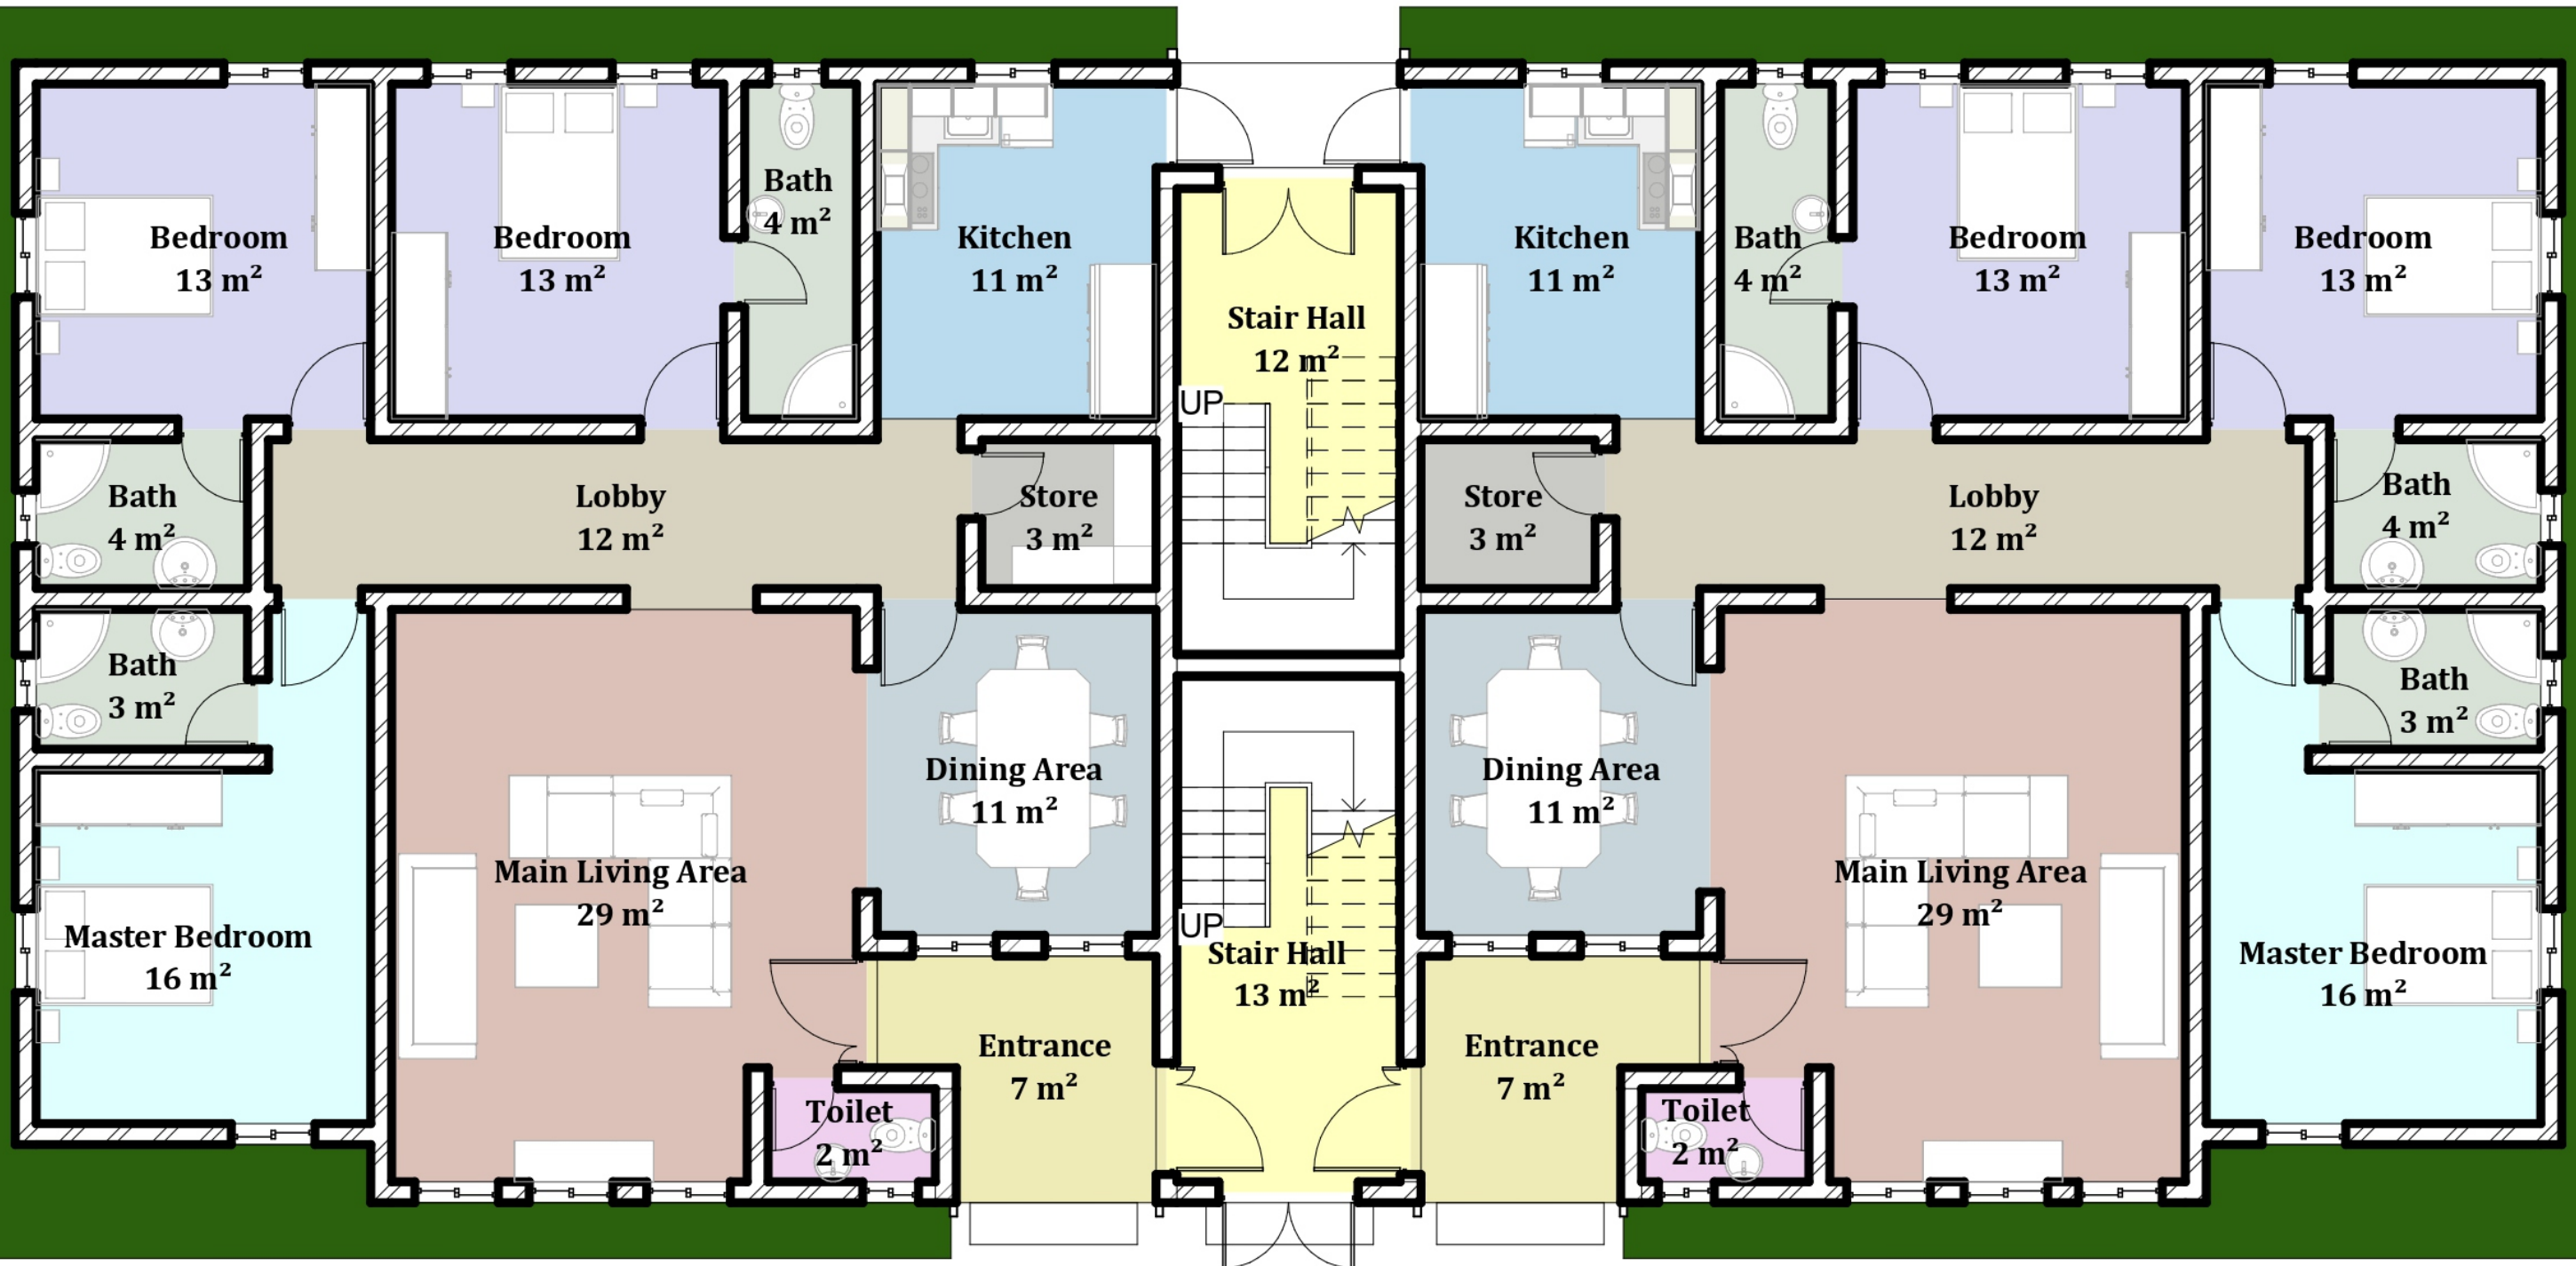 Bedroom
13 m²
Bedroom
13 m²
Bath
4 m²
Kitchen
11 m²
Stair Hall
12 m²
UP
Kitchen
11 m²
Bath
4 m²
Bedroom
13 m²
Bedroom
13 m²
Bath
4 m²
Lobby
12 m²
Store
3 m²
Store
3 m²
Lobby
12 m²
Bath
4 m²
Bath
3 m²
Bath
3 m²
Master Bedroom
16 m²
Main Living Area
29 m²
Dining Area
11 m²
UP
Stair Hall
13 m²
Dining Area
11 m²
Main Living Area
29 m²
Master Bedroom
16 m²
Toilet
2 m²
Entrance
7 m²
Entrance
7 m²
Toilet
2 m²